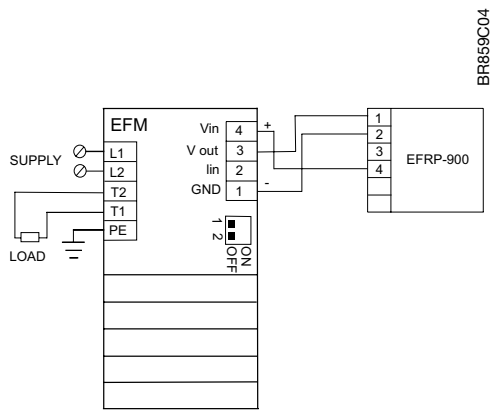 BR859C04
EFM
Vin 4 +
V out 3
Iin 2
GND 1 -
SUPPLY
L1
L2
T2
T1
PE
LOAD
1
2
ON
OFF
1
2
3
4
EFRP-900